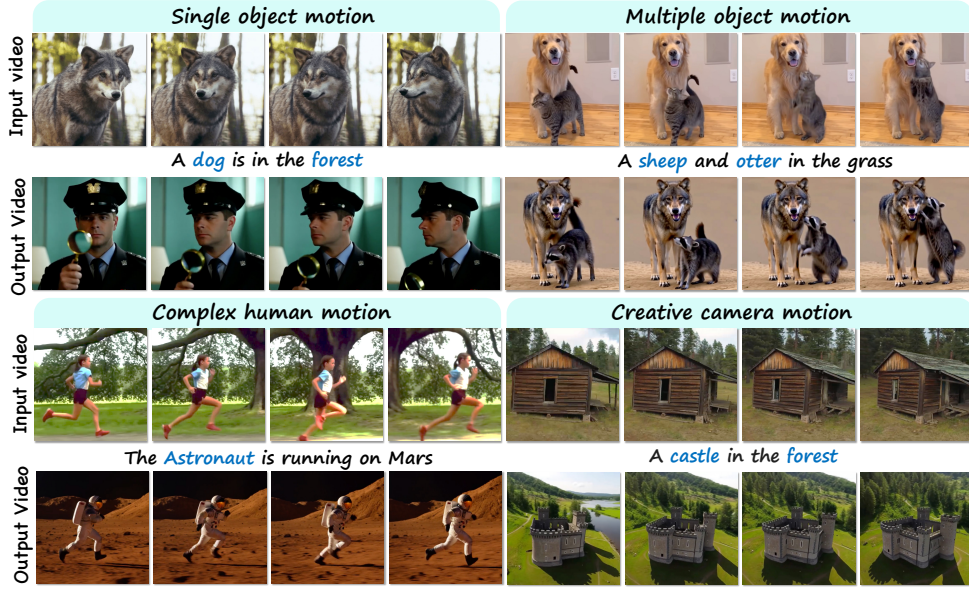 Single object motion
Multiple object motion
Input video
A dog is in the forest
A sheep and otter in the grass
Output Video
Complex human motion
Creative camera motion
Input video
The Astronaut is running on Mars
A castle in the forest
Output Video